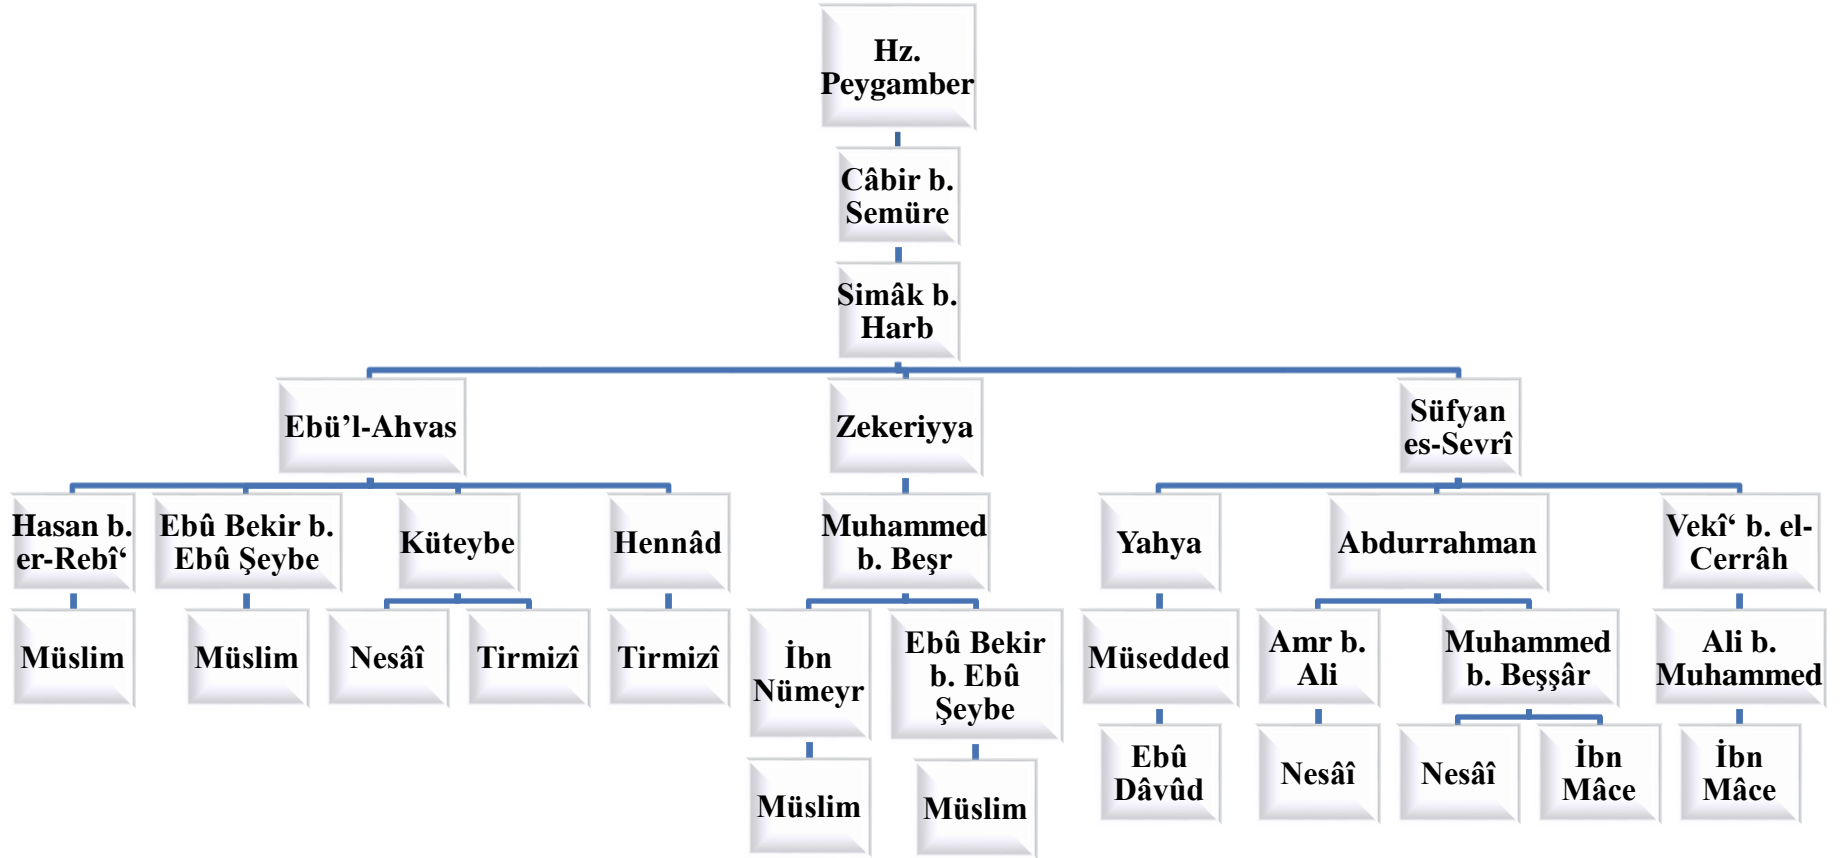 Hz.
Peygamber
Câbir b.
Semüre
Simâk b.
Harb
Ebü’l-Ahvas
Zekeriyya
Süfyan
es-Sevrî
Hasan b.
er-Rebî‘
Ebû Bekir b.
Ebû Şeybe
Küteybe
Hennâd
Muhammed
b. Beşr
Yahya
Abdurrahman
Vekî‘ b. el-
Cerrâh
Müslim
Müslim
Nesâî
Tirmizî
Tirmizî
İbn
Nümeyr
Ebû Bekir
b. Ebû
Şeybe
Müsedded
Amr b.
Ali
Muhammed
b. Beşşâr
Ali b.
Muhammed
Müslim
Müslim
Ebû
Dâvûd
Nesâî
Nesâî
İbn
Mâce
İbn
Mâce